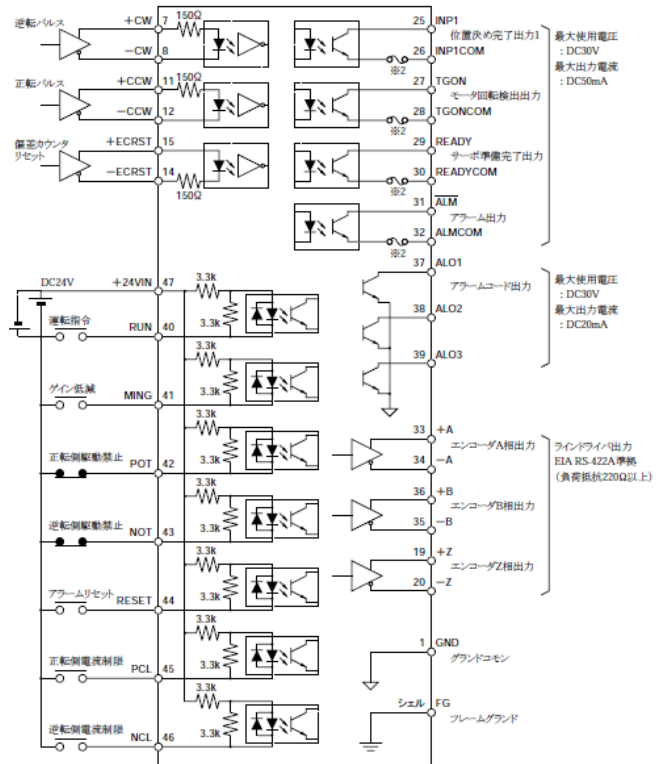 逆転パルス
+CW 7 150Ω
−CW 8
正転パルス
+CCW 11 150Ω
−CCW 12
偏差カウンタ
リセット
+ECRST 15
−ECRST 14
150Ω
DC24V +24VIN 47 3.3k
運転指令 RUN 40 3.3k
3.3k
ゲイン低減 MING 41 3.3k
3.3k
正転側駆動禁止 POT 42 3.3k
3.3k
逆転側駆動禁止 NOT 43 3.3k
3.3k
アラームリセット RESET 44 3.3k
3.3k
正転側電流制限 PCL 45 3.3k
3.3k
逆転側電流制限 NCL 46 3.3k
25 INP1
位置決め完了出力1
26 INP1COM
※2
27 TGON
モータ回転検出出力
28 TGONCOM
※2
29 READY
サーボ準備完了出力
30 READYCOM
※2
31 ALM
アラーム出力
32 ALMCOM
※2
最大使用電圧
:DC30V
最大出力電流
:DC50mA
37 ALO1
アラームコード出力
38 ALO2
39 ALO3
最大使用電圧
:DC30V
最大出力電流
:DC20mA
33 +A
エンコーダA相出力
34 −A
36 +B
エンコーダB相出力
35 −B
19 +Z
エンコーダZ相出力
20 −Z
ラインドライバ出力
EIA RS-422A準拠
(負荷抵抗220Ω以上)
1 GND
グランドコモン
シェル FG
フレームグランド